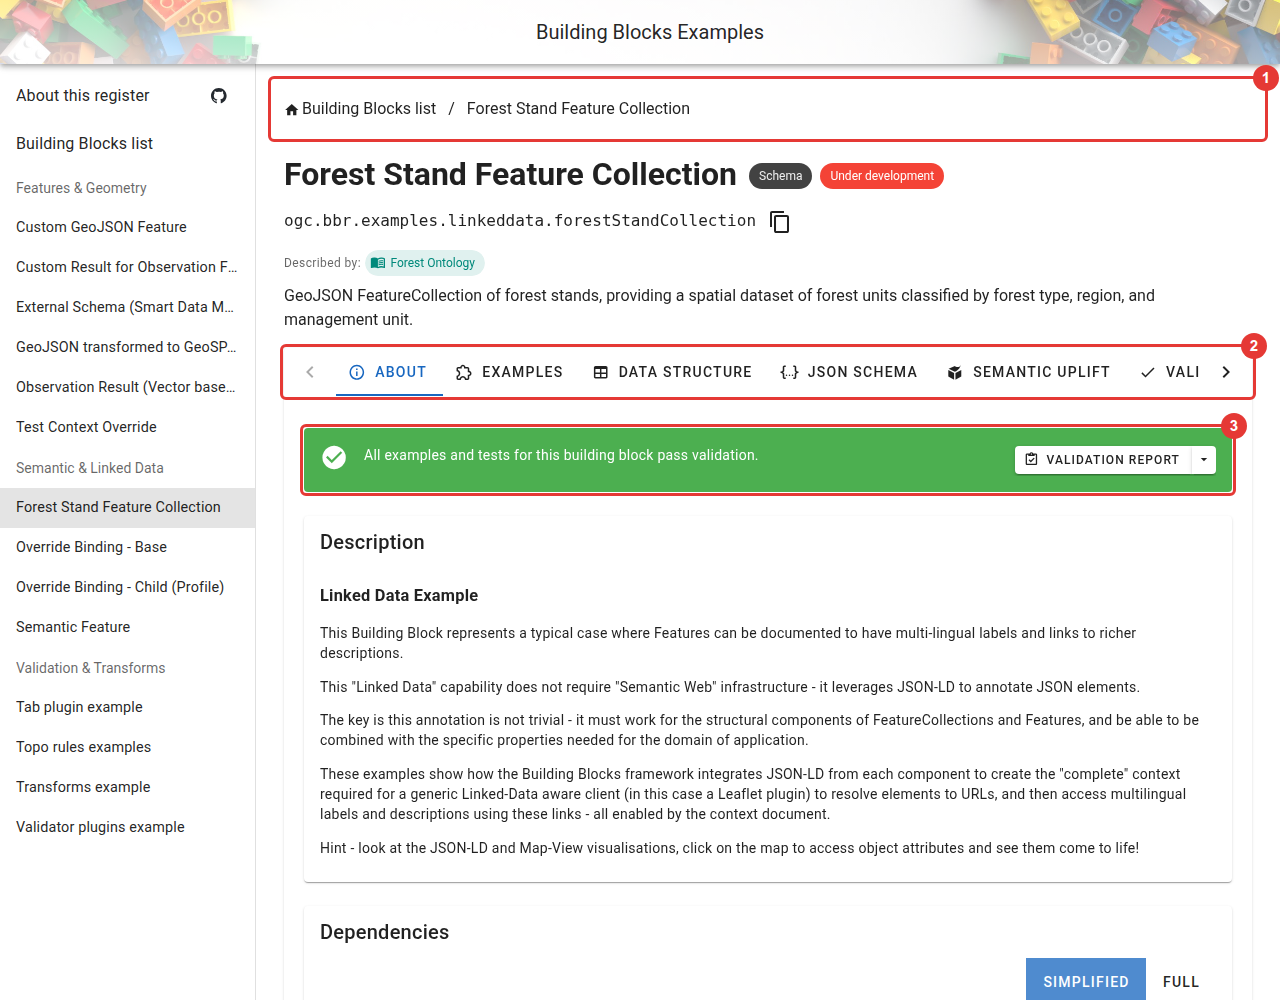 Building Blocks Examples
1
About this register
Building Blocks list
Features & Geometry
Custom GeoJSON Feature
Custom Result for Observation F...
External Schema (Smart Data M...
GeoJSON transformed to GeoSP...
Observation Result (Vector base...
Test Context Override
Semantic & Linked Data
Forest Stand Feature Collection
Override Binding - Base
Override Binding - Child (Profile)
Semantic Feature
Validation & Transforms
Tab plugin example
Topo rules examples
Transforms example
Validator plugins example
Building Blocks list / Forest Stand Feature Collection
Forest Stand Feature Collection Schema Under development
ogc.bbr.examples.linkeddata.forestStandCollection
Described by: Forest Ontology
GeoJSON FeatureCollection of forest stands, providing a spatial dataset of forest units classified by forest type, region, and
management unit.
2
ABOUT EXAMPLES DATA STRUCTURE {..} JSON SCHEMA SEMANTIC UPLIFT VALI
3
All examples and tests for this building block pass validation. VALIDATION REPORT
Description
Linked Data Example
This Building Block represents a typical case where Features can be documented to have multi-lingual labels and links to richer
descriptions.
This "Linked Data" capability does not require "Semantic Web" infrastructure - it leverages JSON-LD to annotate JSON elements.
The key is this annotation is not trivial - it must work for the structural components of FeatureCollections and Features, and be able to be
combined with the specific properties needed for the domain of application.
These examples show how the Building Blocks framework integrates JSON-LD from each component to create the "complete" context
required for a generic Linked-Data aware client (in this case a Leaflet plugin) to resolve elements to URLs, and then access multilingual
labels and descriptions using these links - all enabled by the context document.
Hint - look at the JSON-LD and Map-View visualisations, click on the map to access object attributes and see them come to life!
Dependencies
SIMPLIFIED FULL